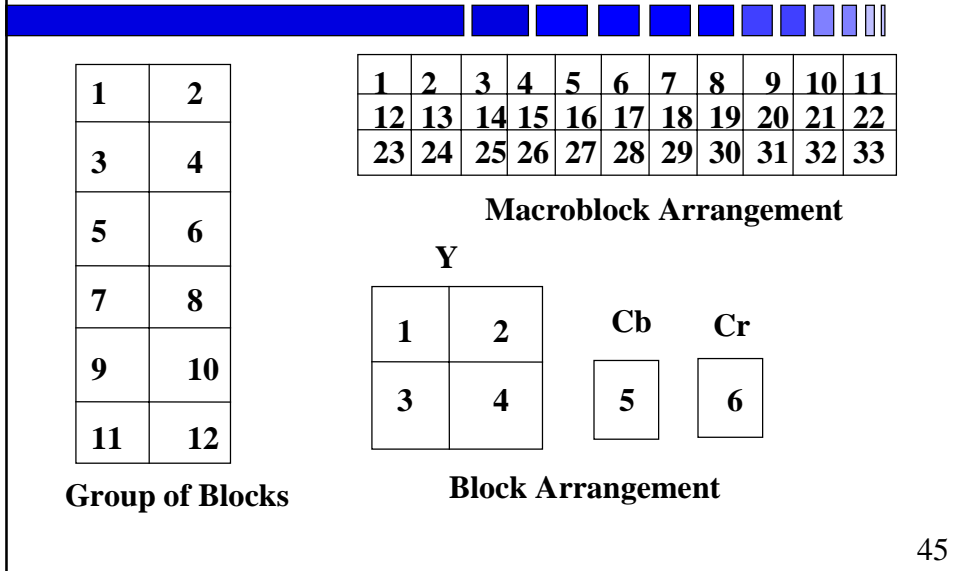 1 2
3 4
5 6
7 8
9 10
11 12
Group of Blocks
1 2 3 4 5 6 7 8 9 10 11
12 13 14 15 16 17 18 19 20 21 22
23 24 25 26 27 28 29 30 31 32 33
Macroblock Arrangement
Y
1 2
3 4
Cb
5
Cr
6
Block Arrangement
45